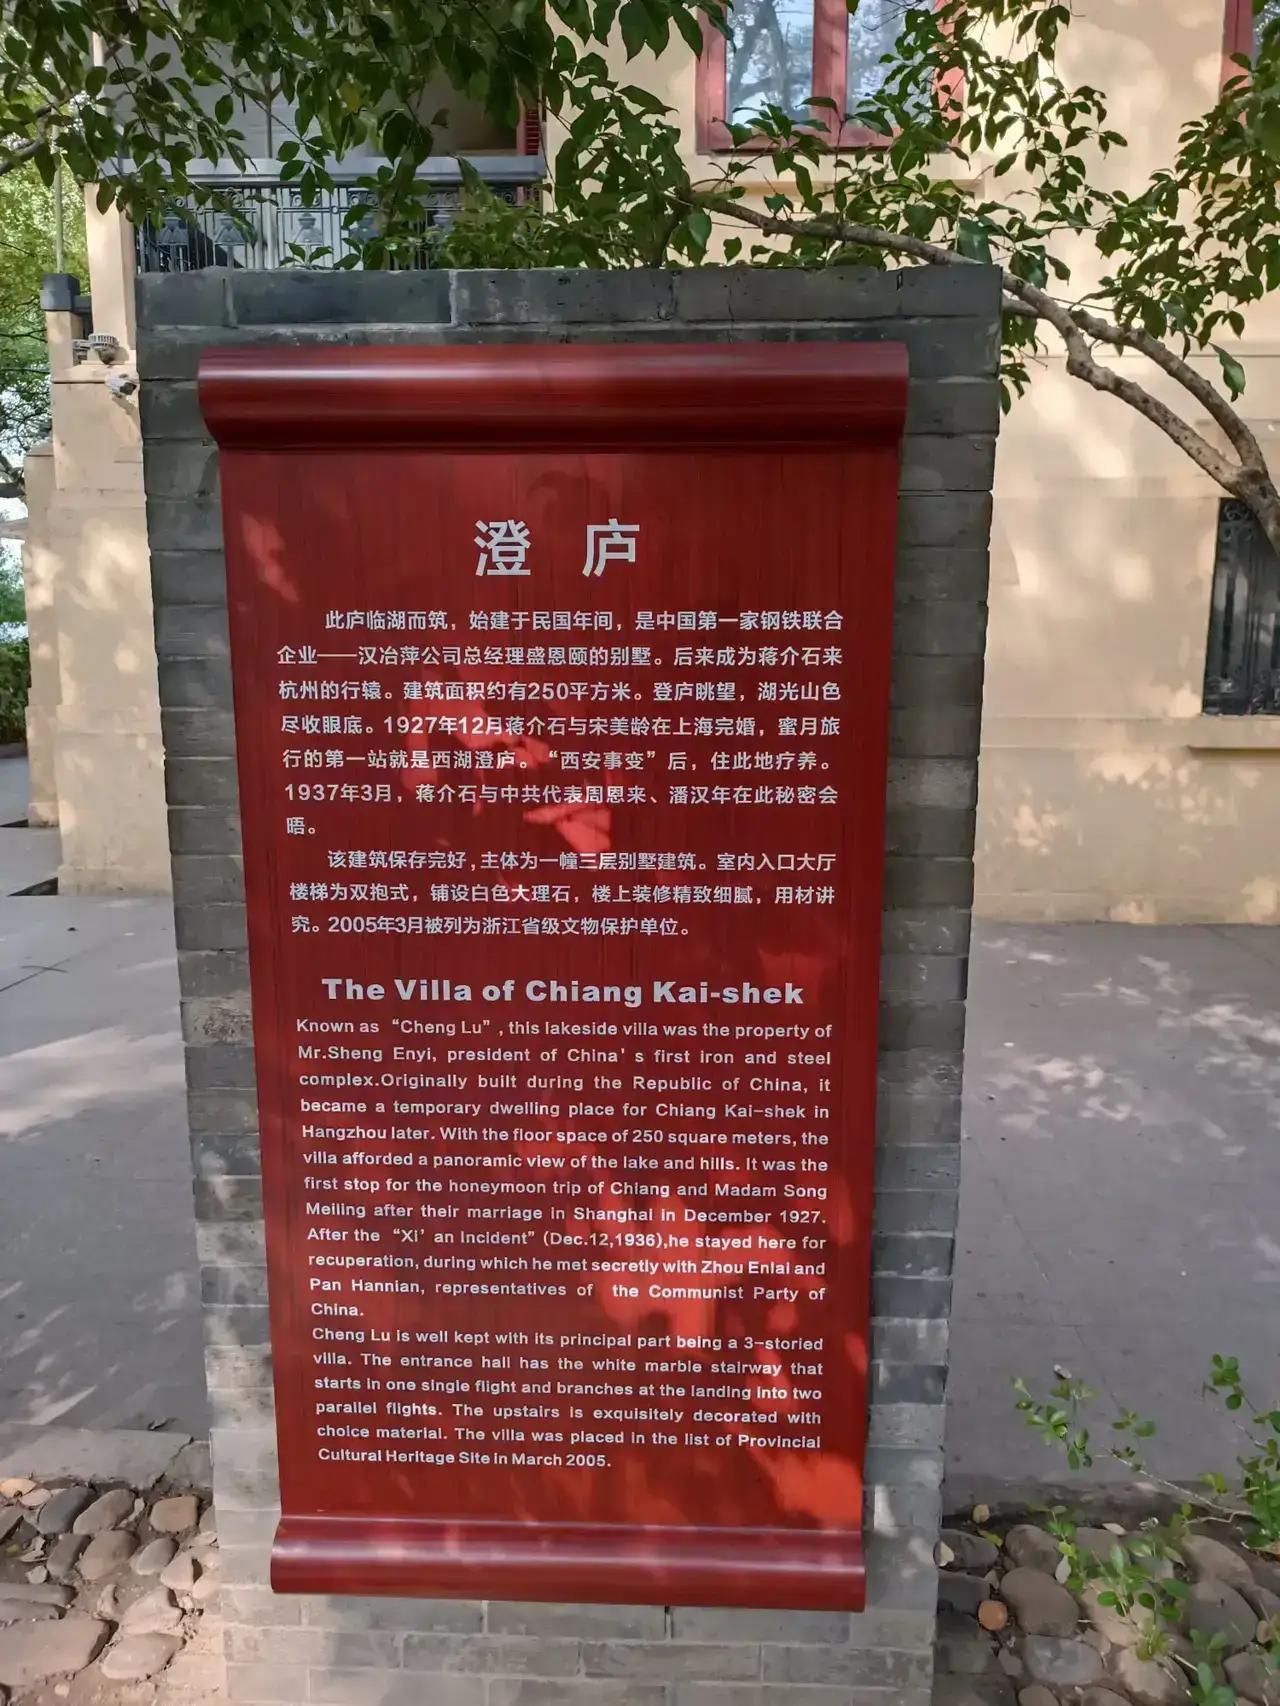 澄 庐
此庐临湖而筑，始建于民国年间，是中国第一家钢铁联合
企业——汉冶萍公司总经理盛恩颐的别墅。后来成为蒋介石来
杭州的行辕。建筑面积约有250平方米。登庐眺望，湖光山色
尽收眼底。1927年12月蒋介石与宋美龄在上海完婚，蜜月旅
行的第一站就是西湖澄庐。“西安事变”后，住此地疗养。
1937年3月，蒋介石与中共代表周恩来、潘汉年在此秘密会
晤。
该建筑保存完好，主体为一幢三层别墅建筑。室内入口大厅
楼梯为双抱式，铺设白色大理石，楼上装修精致细腻，用材讲
究。2005年3月被列为浙江省级文物保护单位。
The Villa of Chiang Kai-shek
Known as “Cheng Lu”, this lakeside villa was the property of
Mr.Sheng Enyi, president of China's first iron and steel
complex.Originally built during the Republic of China, it
became a temporary dwelling place for Chiang Kai-shek in
Hangzhou later. With the floor space of 250 square meters, the
villa afforded a panoramic view of the lake and hills. It was the
first stop for the honeymoon trip of Chiang and Madam Song
Meiling after their marriage in Shanghai in December 1927.
After the “Xi'an Incident” (Dec.12,1936),he stayed here for
recuperation, during which he met secretly with Zhou Enlai and
Pan Hannian, representatives of the Communist Party of
China.
Cheng Lu is well kept with its principal part being a 3-storied
villa. The entrance hall has the white marble stairway that
starts in one single flight and branches at the landing into two
parallel flights. The upstairs is exquisitely decorated with
choice material. The villa was placed in the list of Provincial
Cultural Heritage Site in March 2005.